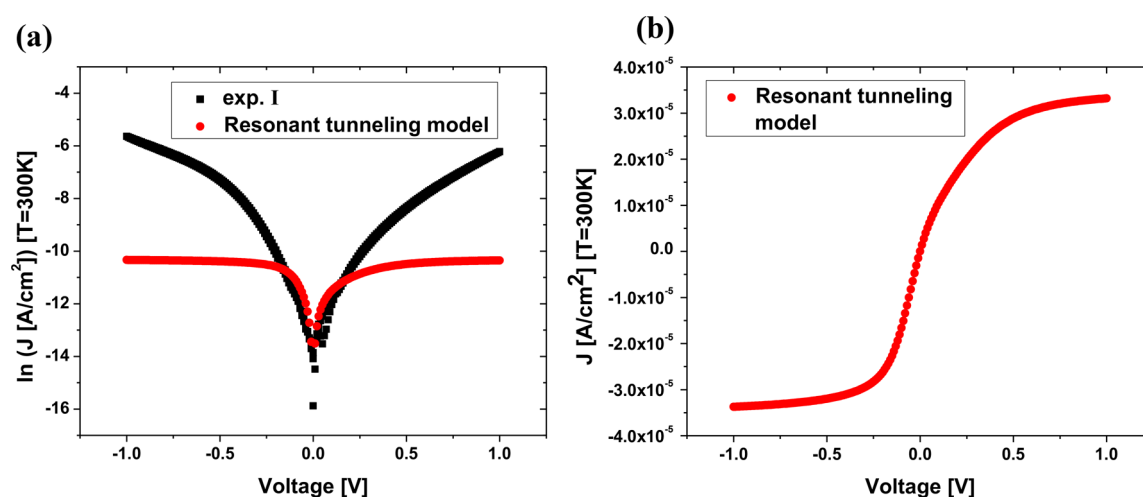 (a)
exp. I
Resonant tunneling model
ln (J [A/cm²]) [T=300K]
-4
-6
-8
-10
-12
-14
-16
-1.0 -0.5 0.0 0.5 1.0
Voltage [V]
(b)
Resonant tunneling
model
J [A/cm²] [T=300K]
4.0x10⁻⁵
3.0x10⁻⁵
2.0x10⁻⁵
1.0x10⁻⁵
0.0
-1.0x10⁻⁵
-2.0x10⁻⁵
-3.0x10⁻⁵
-4.0x10⁻⁵
-1.0 -0.5 0.0 0.5 1.0
Voltage [V]